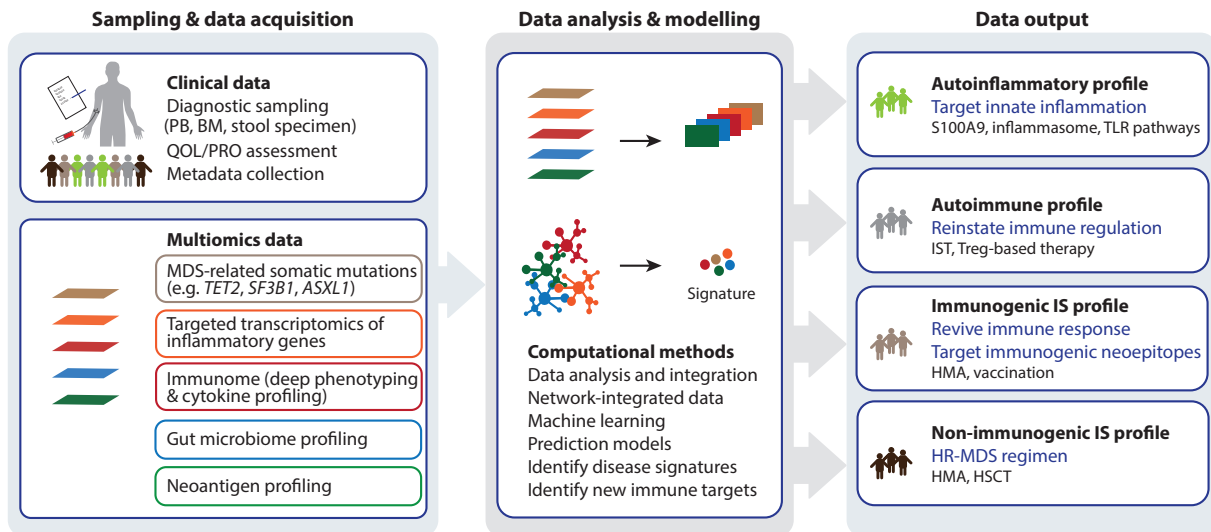 Sampling & data acquisition
Clinical data
Diagnostic sampling
(PB, BM, stool specimen)
QOL/PRO assessment
Metadata collection
Multiomics data
MDS-related somatic mutations
(e.g. TET2, SF3B1, ASXL1)
Targeted transcriptomics of
inflammatory genes
Immunome (deep phenotyping
& cytokine profiling)
Gut microbiome profiling
Neoantigen profiling
Data analysis & modelling
Signature
Computational methods
Data analysis and integration
Network-integrated data
Machine learning
Prediction models
Identify disease signatures
Identify new immune targets
Data output
Autoinflammatory profile
Target innate inflammation
S100A9, inflammasome, TLR pathways
Autoimmune profile
Reinstate immune regulation
IST, Treg-based therapy
Immunogenic IS profile
Revive immune response
Target immunogenic neoepitopes
HMA, vaccination
Non-immunogenic IS profile
HR-MDS regimen
HMA, HSCT